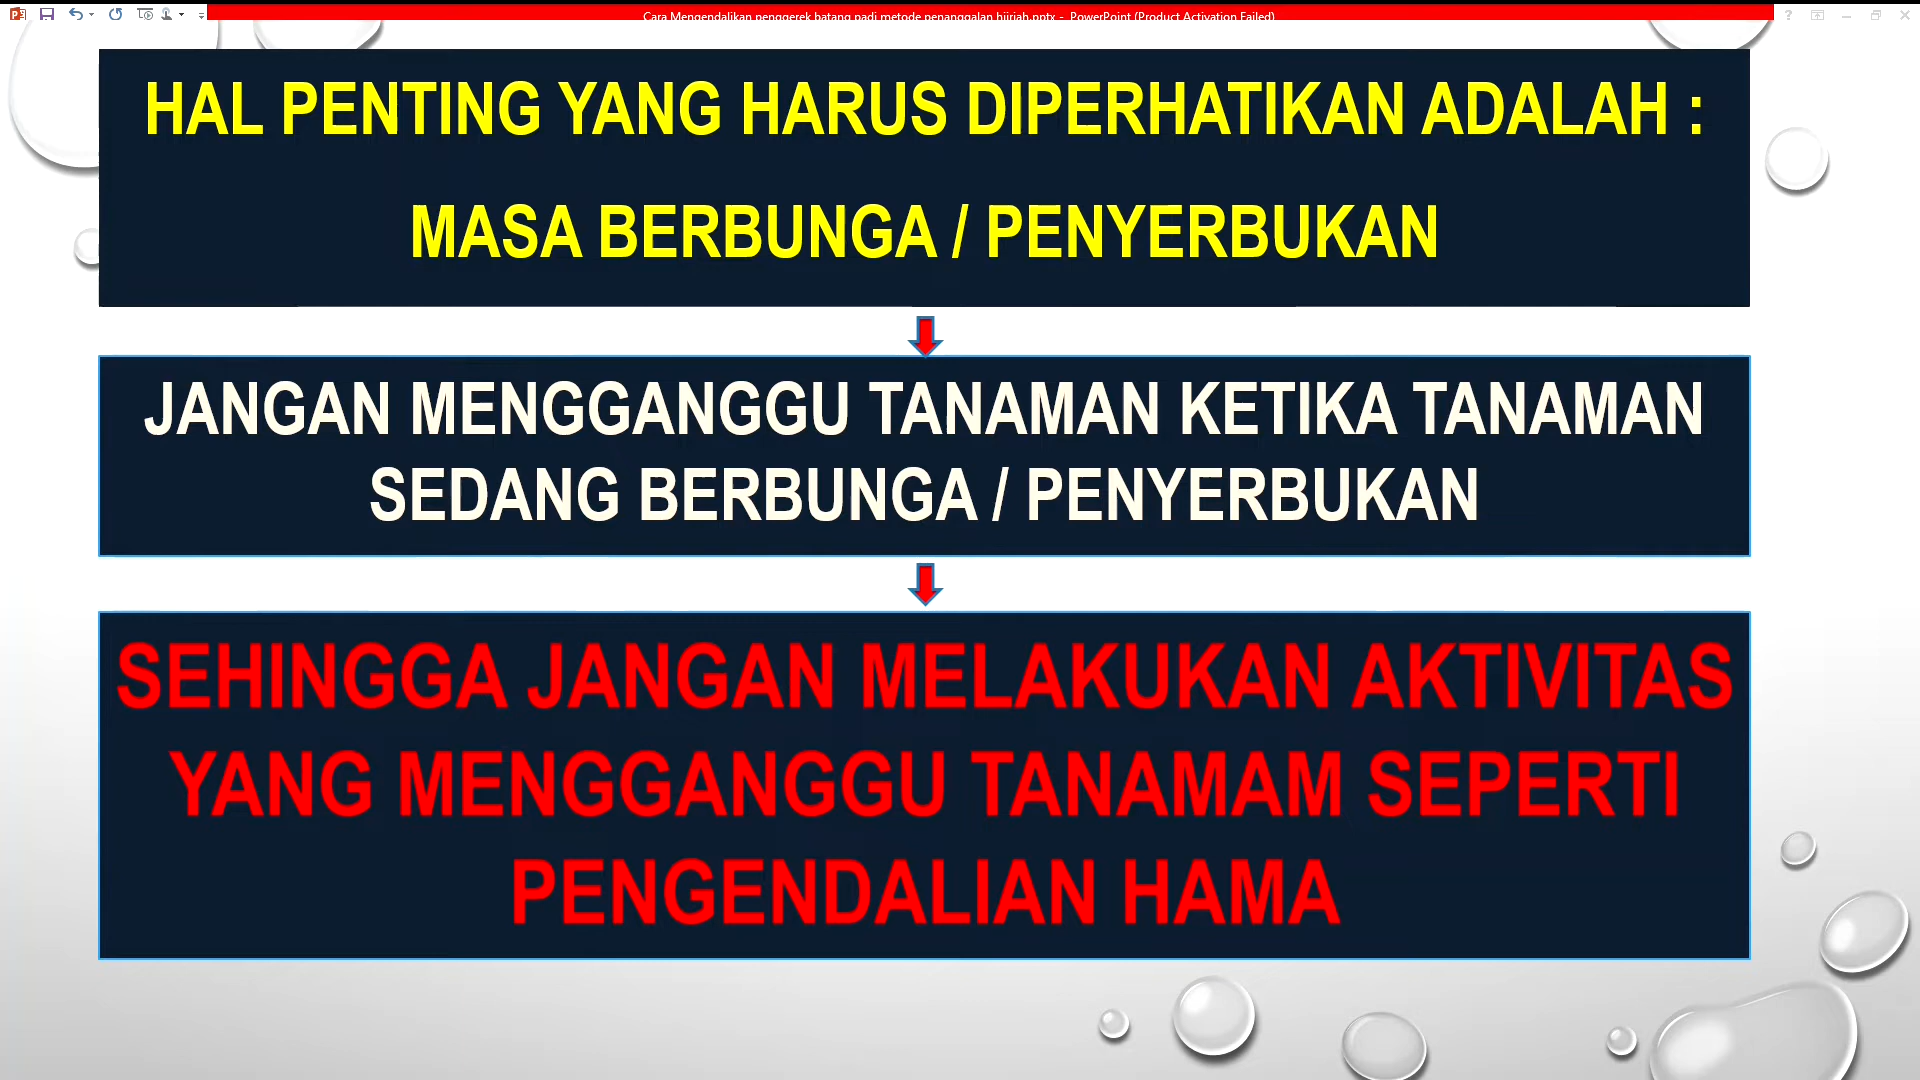 Cara Mengendalikan penggerek batang padi metode penanggalan hijriah.pptx - PowerPoint (Product Activation Failed)
HAL PENTING YANG HARUS DIPERHATIKAN ADALAH :
MASA BERBUNGA / PENYERBUKAN
JANGAN MENGGANGGU TANAMAN KETIKA TANAMAN
SEDANG BERBUNGA / PENYERBUKAN
SEHINGGA JANGAN MELAKUKAN AKTIVITAS
YANG MENGGANGGU TANAMAM SEPERTI
PENGENDALIAN HAMA